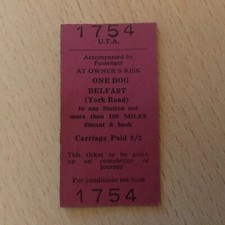 1754
U.T.A.
Accompanied by
Passenger
AT OWNER'S RISK
ONE DOG
BELFAST
(York Road)
to any Station not
more than 100 MILES
distant & back
Carriage Paid 5/2
This ticket to be given
up on completion of
journey
For conditions see back
1754